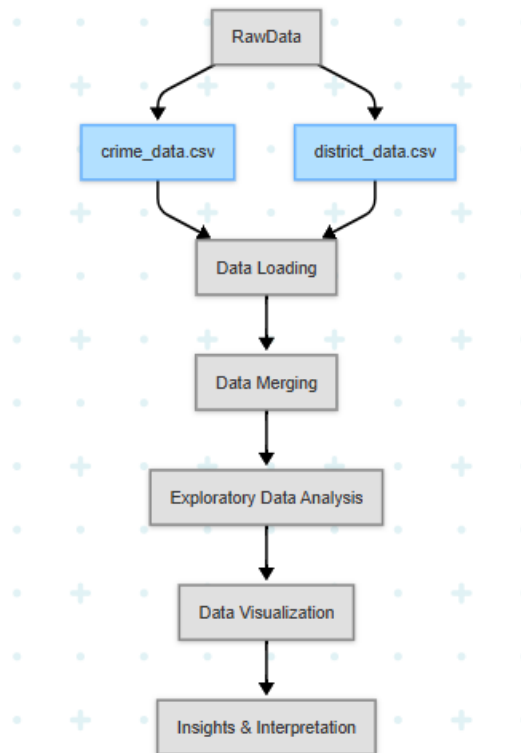 RawData
crime_data.csv
district_data.csv
Data Loading
Data Merging
Exploratory Data Analysis
Data Visualization
Insights & Interpretation